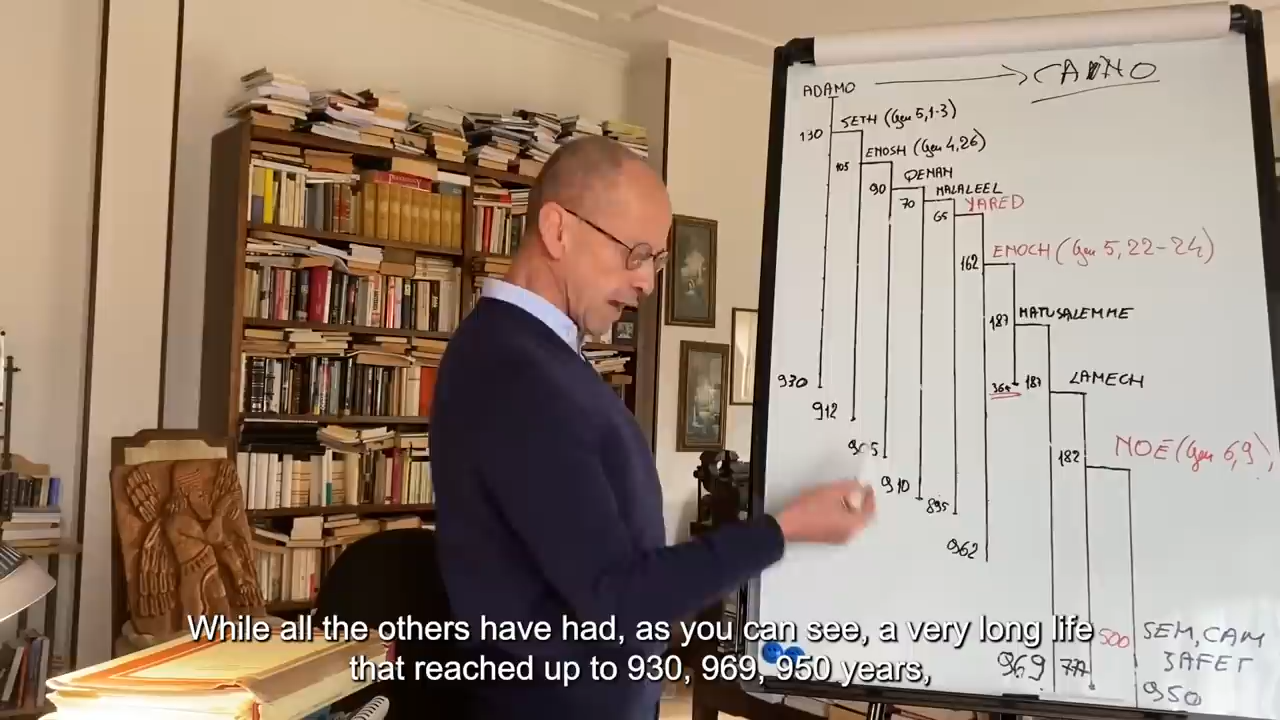 ADAMO
CAINO
130
SETH (Gen 5,1-3)
105
ENOSH (Gen 4,26)
90
QENAN
70
MALALEEL
65
YARED
162
ENOCH (Gen 5,22-24)
187
MATUSALEMME
930
364
187
LAMECH
912
905
182
NOE (Gen 6,9),
910
895
962
500
SEM, CAM
JAFET
969
777
950
While all the others have had, as you can see, a very long life
that reached up to 930, 969, 950 years,